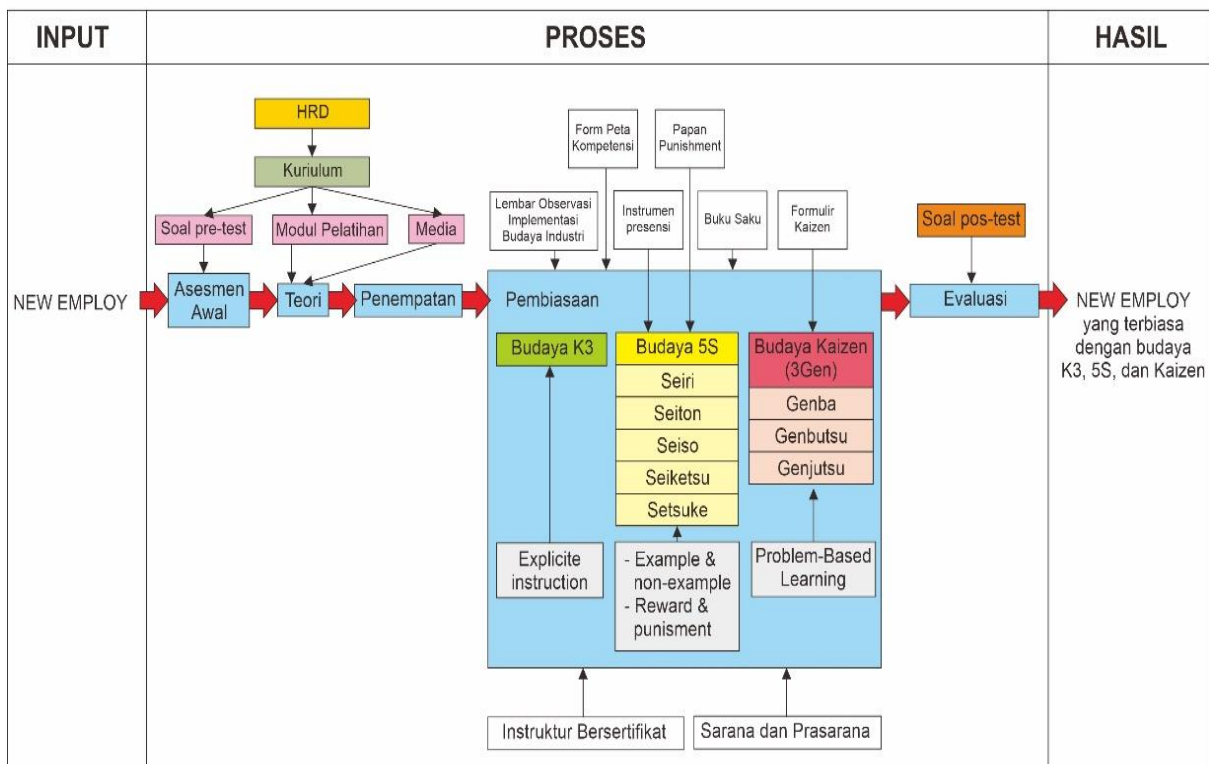 INPUT
PROSES
HASIL
HRD
Kuriulum
Soal pre-test
Modul Pelatihan
Media
Form Peta
Kompetensi
Papan
Punishment
Lembar Observasi
Implementasi
Budaya Industri
Instrumen
presensi
Buku Saku
Formulir
Kaizen
Soal pos-test
NEW EMPLOY
Asesmen
Awal
Teori
Penempatan
Pembiasaan
Evaluasi
NEW EMPLOY
yang terbiasa
dengan budaya
K3, 5S, dan Kaizen
Budaya K3
Budaya 5S
Seiri
Seiton
Seiso
Seiketsu
Setsuke
Budaya Kaizen
(3Gen)
Genba
Genbutsu
Genjutsu
Explicite
instruction
- Example &
non-example
- Reward &
punisment
Problem-Based
Learning
Instruktur Bersertifikat
Sarana dan Prasarana